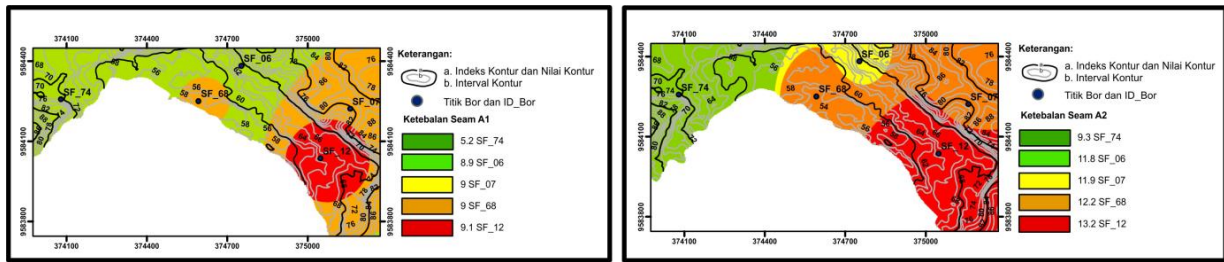 374100 374400 374700 375000
9584400
9584100
9583800
SF_74
SF_06
SF_68
SF_07
SF_12
Keterangan:
a. Indeks Kontur dan Nilai Kontur
b. Interval Kontur
Titik Bor dan ID_Bor
Ketebalan Seam A1
5.2 SF_74
8.9 SF_06
9 SF_07
9 SF_68
9.1 SF_12
374100 374400 374700 375000
9584400
9584100
9583800
SF_74
SF_06
SF_68
SF_07
SF_12
Keterangan:
a. Indeks Kontur dan Nilai Kontur
b. Interval Kontur
Titik Bor dan ID_Bor
Ketebalan Seam A2
9.3 SF_74
11.8 SF_06
11.9 SF_07
12.2 SF_68
13.2 SF_12